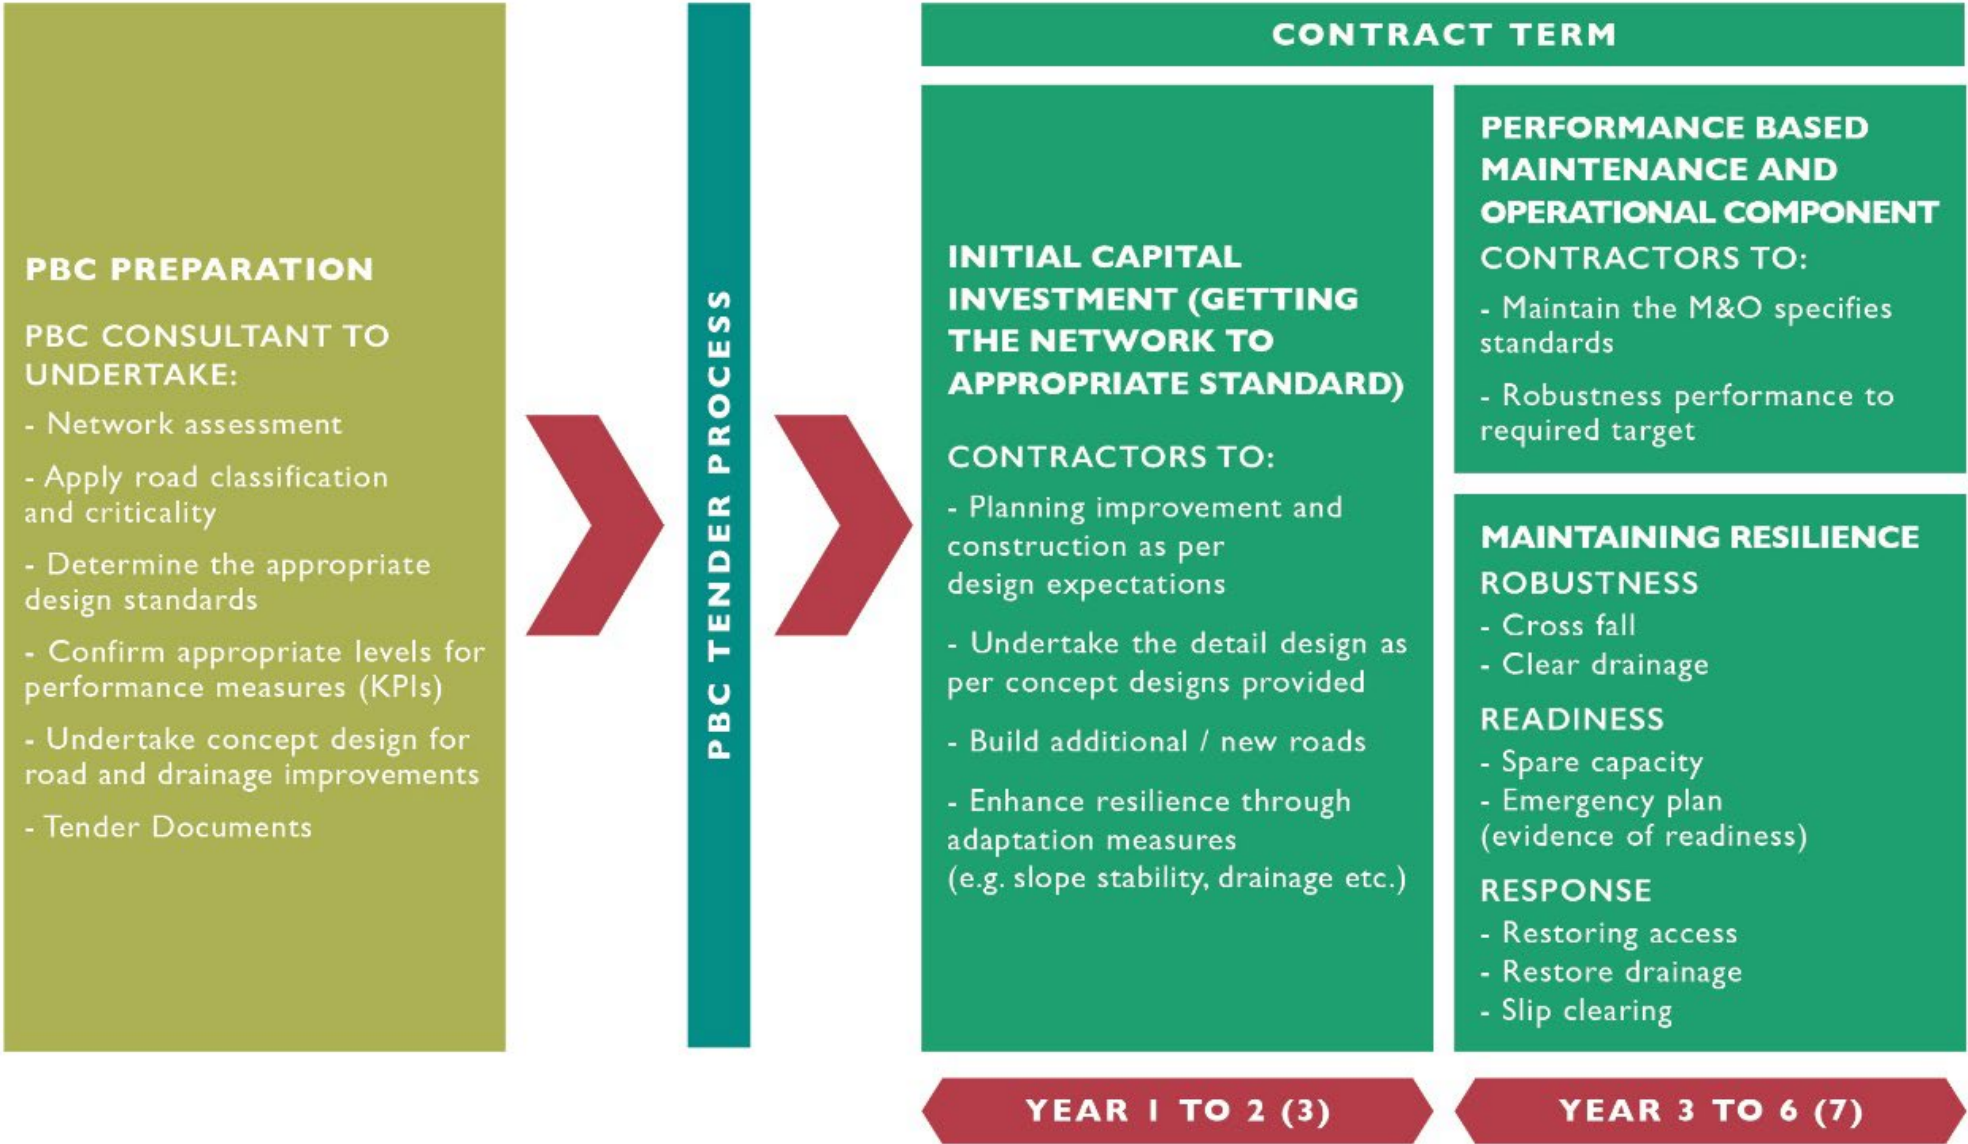 PBC PREPARATION
PBC CONSULTANT TO
UNDERTAKE:
- Network assessment
- Apply road classification
and criticality
- Determine the appropriate
design standards
- Confirm appropriate levels for
performance measures (KPIs)
- Undertake concept design for
road and drainage improvements
- Tender Documents
PBC TENDER PROCESS
CONTRACT TERM
INITIAL CAPITAL
INVESTMENT (GETTING
THE NETWORK TO
APPROPRIATE STANDARD)
CONTRACTORS TO:
- Planning improvement and
construction as per
design expectations
- Undertake the detail design as
per concept designs provided
- Build additional / new roads
- Enhance resilience through
adaptation measures
(e.g. slope stability, drainage etc.)
YEAR 1 TO 2 (3)
PERFORMANCE BASED
MAINTENANCE AND
OPERATIONAL COMPONENT
CONTRACTORS TO:
- Maintain the M&O specifies
standards
- Robustness performance to
required target
MAINTAINING RESILIENCE
ROBUSTNESS
- Cross fall
- Clear drainage
READINESS
- Spare capacity
- Emergency plan
(evidence of readiness)
RESPONSE
- Restoring access
- Restore drainage
- Slip clearing
YEAR 3 TO 6 (7)